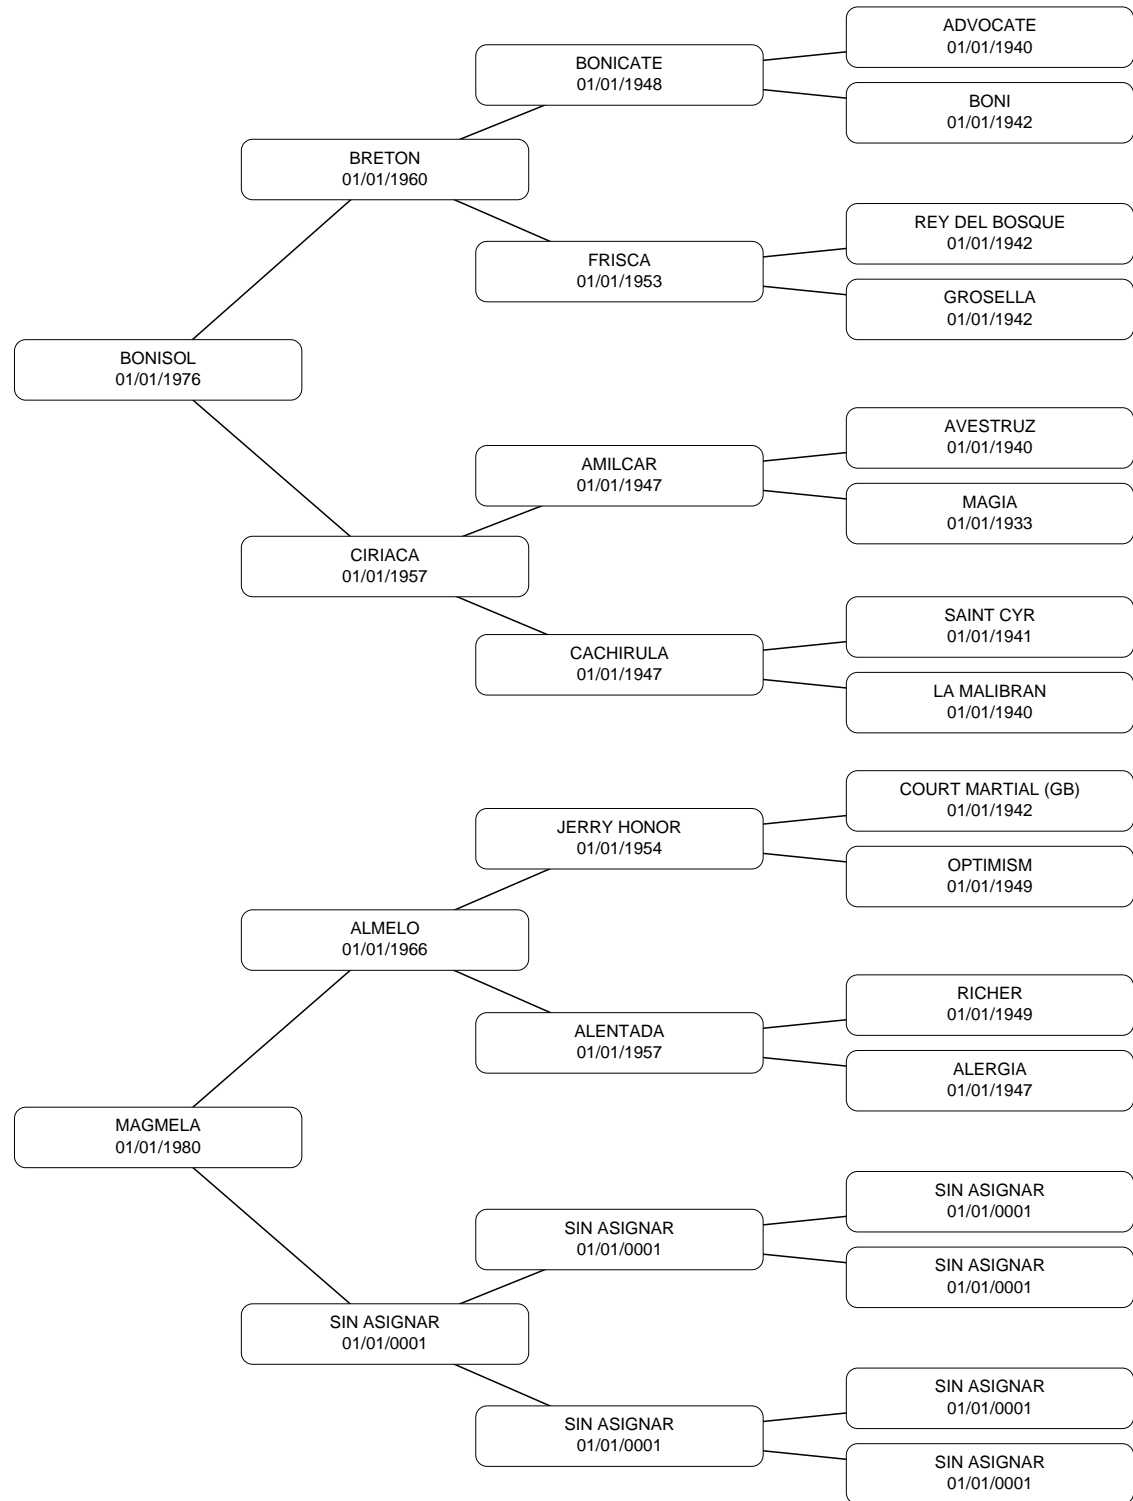 ADVOCATE
01/01/1940
BONICATE
01/01/1948
BONI
01/01/1942
BRETON
01/01/1960
REY DEL BOSQUE
01/01/1942
FRISCA
01/01/1953
GROSELLA
01/01/1942
BONISOL
01/01/1976
AVESTRUZ
01/01/1940
AMILCAR
01/01/1947
MAGIA
01/01/1933
CIRIACA
01/01/1957
SAINT CYR
01/01/1941
CACHIRULA
01/01/1947
LA MALIBRAN
01/01/1940
COURT MARTIAL (GB)
01/01/1942
JERRY HONOR
01/01/1954
OPTIMISM
01/01/1949
ALMELO
01/01/1966
RICHER
01/01/1949
ALENTADA
01/01/1957
ALERGIA
01/01/1947
MAGMELA
01/01/1980
SIN ASIGNAR
01/01/0001
SIN ASIGNAR
01/01/0001
SIN ASIGNAR
01/01/0001
SIN ASIGNAR
01/01/0001
SIN ASIGNAR
01/01/0001
SIN ASIGNAR
01/01/0001
SIN ASIGNAR
01/01/0001